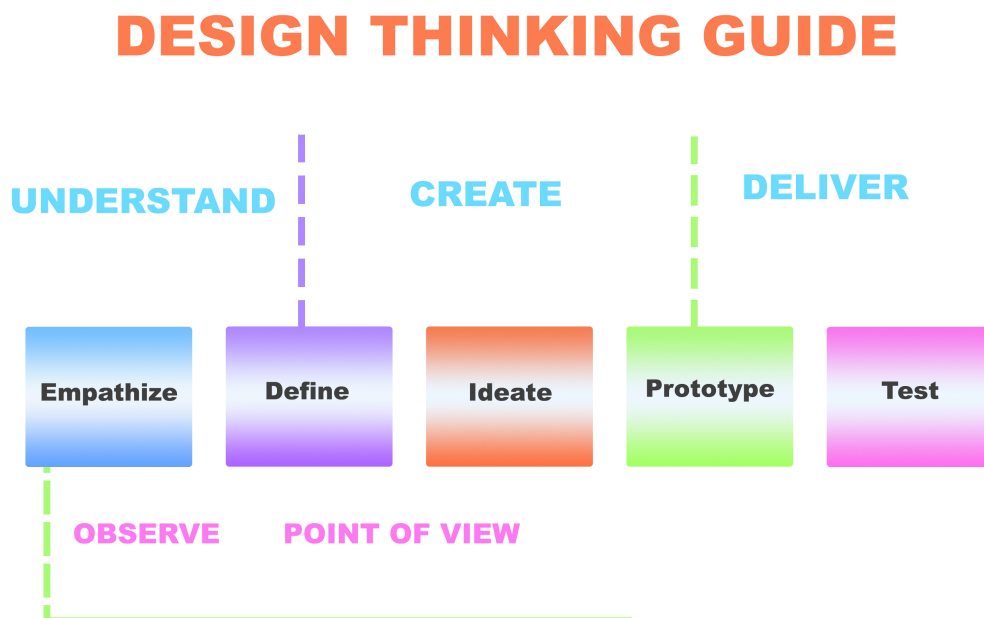 DESIGN THINKING GUIDE
UNDERSTAND
CREATE
DELIVER
Empathize
Define
Ideate
Prototype
Test
OBSERVE
POINT OF VIEW